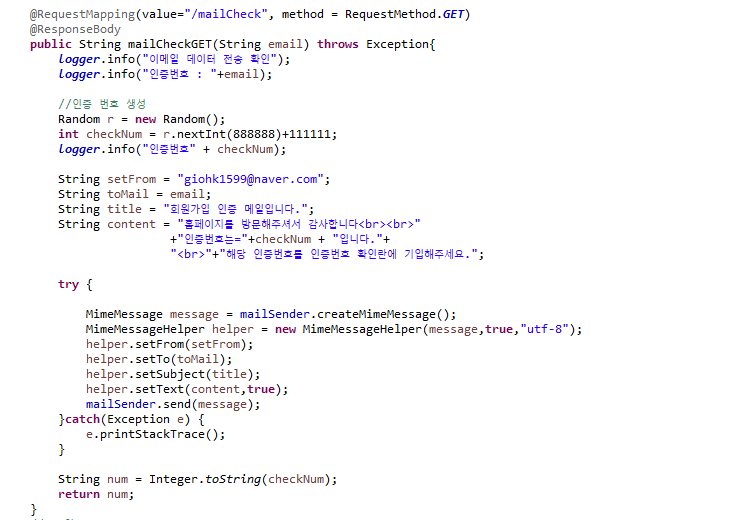 @RequestMapping(value="/mailCheck", method = RequestMethod.GET)
@ResponseBody
public String mailCheckGET(String email) throws Exception{
logger.info("이메일 데이터 전송 확인");
logger.info("인증번호 : "+email);
//인증 번호 생성
Random r = new Random();
int checkNum = r.nextInt(888888)+111111;
logger.info("인증번호" + checkNum);
String setFrom = "giohk1599@naver.com";
String toMail = email;
String title = "회원가입 인증 메일입니다.";
String content = "홈페이지를 방문해주셔서 감사합니다<br><br>"
+"인증번호는="+checkNum + "입니다."+
"<br>"+"해당 인증번호를 인증번호 확인란에 기입해주세요.";
try {
MimeMessage message = mailSender.createMimeMessage();
MimeMessageHelper helper = new MimeMessageHelper(message,true,"utf-8");
helper.setFrom(setFrom);
helper.setTo(toMail);
helper.setSubject(title);
helper.setText(content,true);
mailSender.send(message);
}catch(Exception e) {
e.printStackTrace();
}
String num = Integer.toString(checkNum);
return num;
}